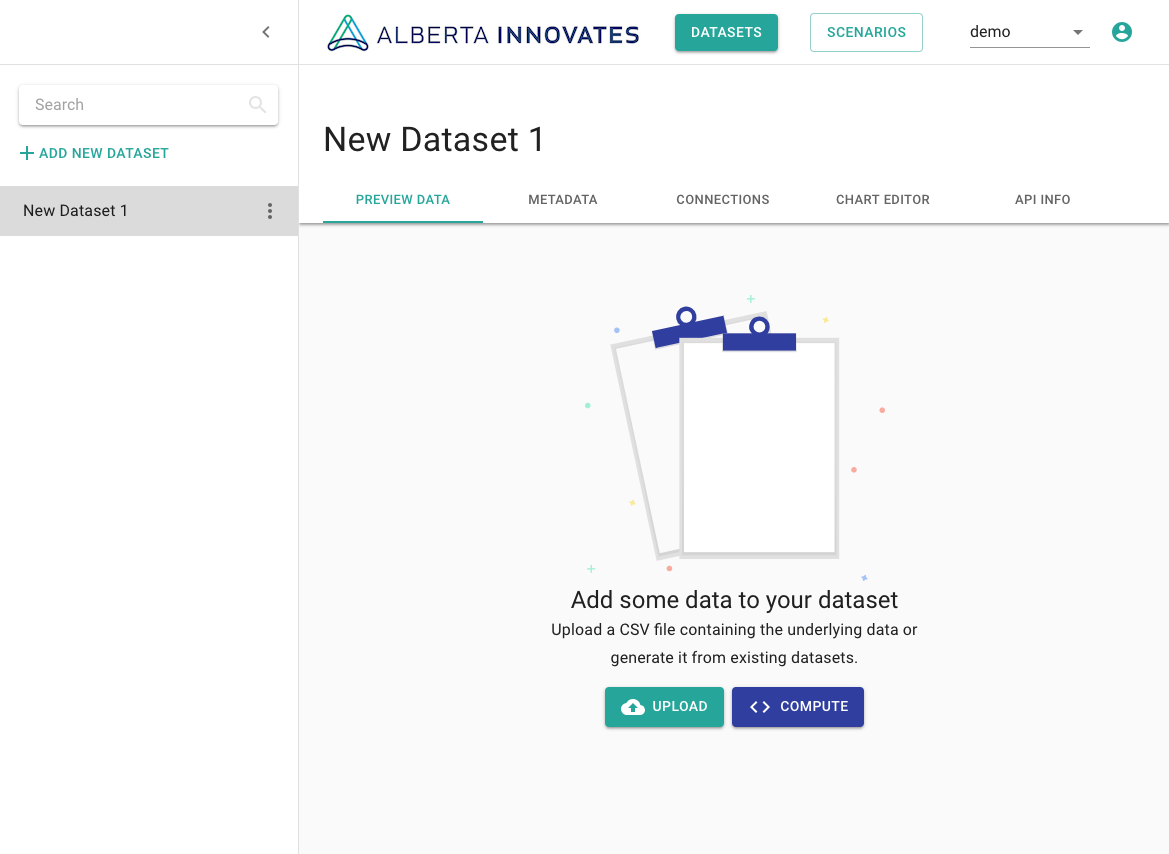 ALBERTA INNOVATES
DATASETS
SCENARIOS
demo
Search
ADD NEW DATASET
New Dataset 1
New Dataset 1
PREVIEW DATA
METADATA
CONNECTIONS
CHART EDITOR
API INFO
Add some data to your dataset
Upload a CSV file containing the underlying data or
generate it from existing datasets.
UPLOAD
COMPUTE